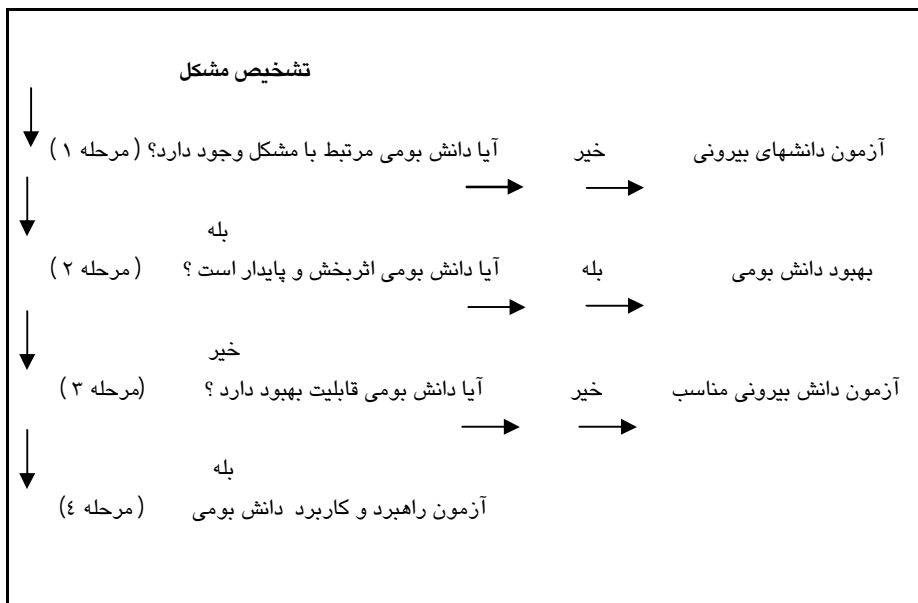 تشخیص مشکل
آیا دانش بومی مرتبط با مشکل وجود دارد؟ ( مرحله ۱ ) خیر آزمون دانشهای بیرونی
بله
آیا دانش بومی اثربخش و پایدار است ؟ ( مرحله ۲ ) بله بهبود دانش بومی
خیر
آیا دانش بومی قابلیت بهبود دارد ؟ (مرحله ۳ ) خیر آزمون دانش بیرونی مناسب
بله
آزمون راهبرد و کاربرد دانش بومی ( مرحله ٤)